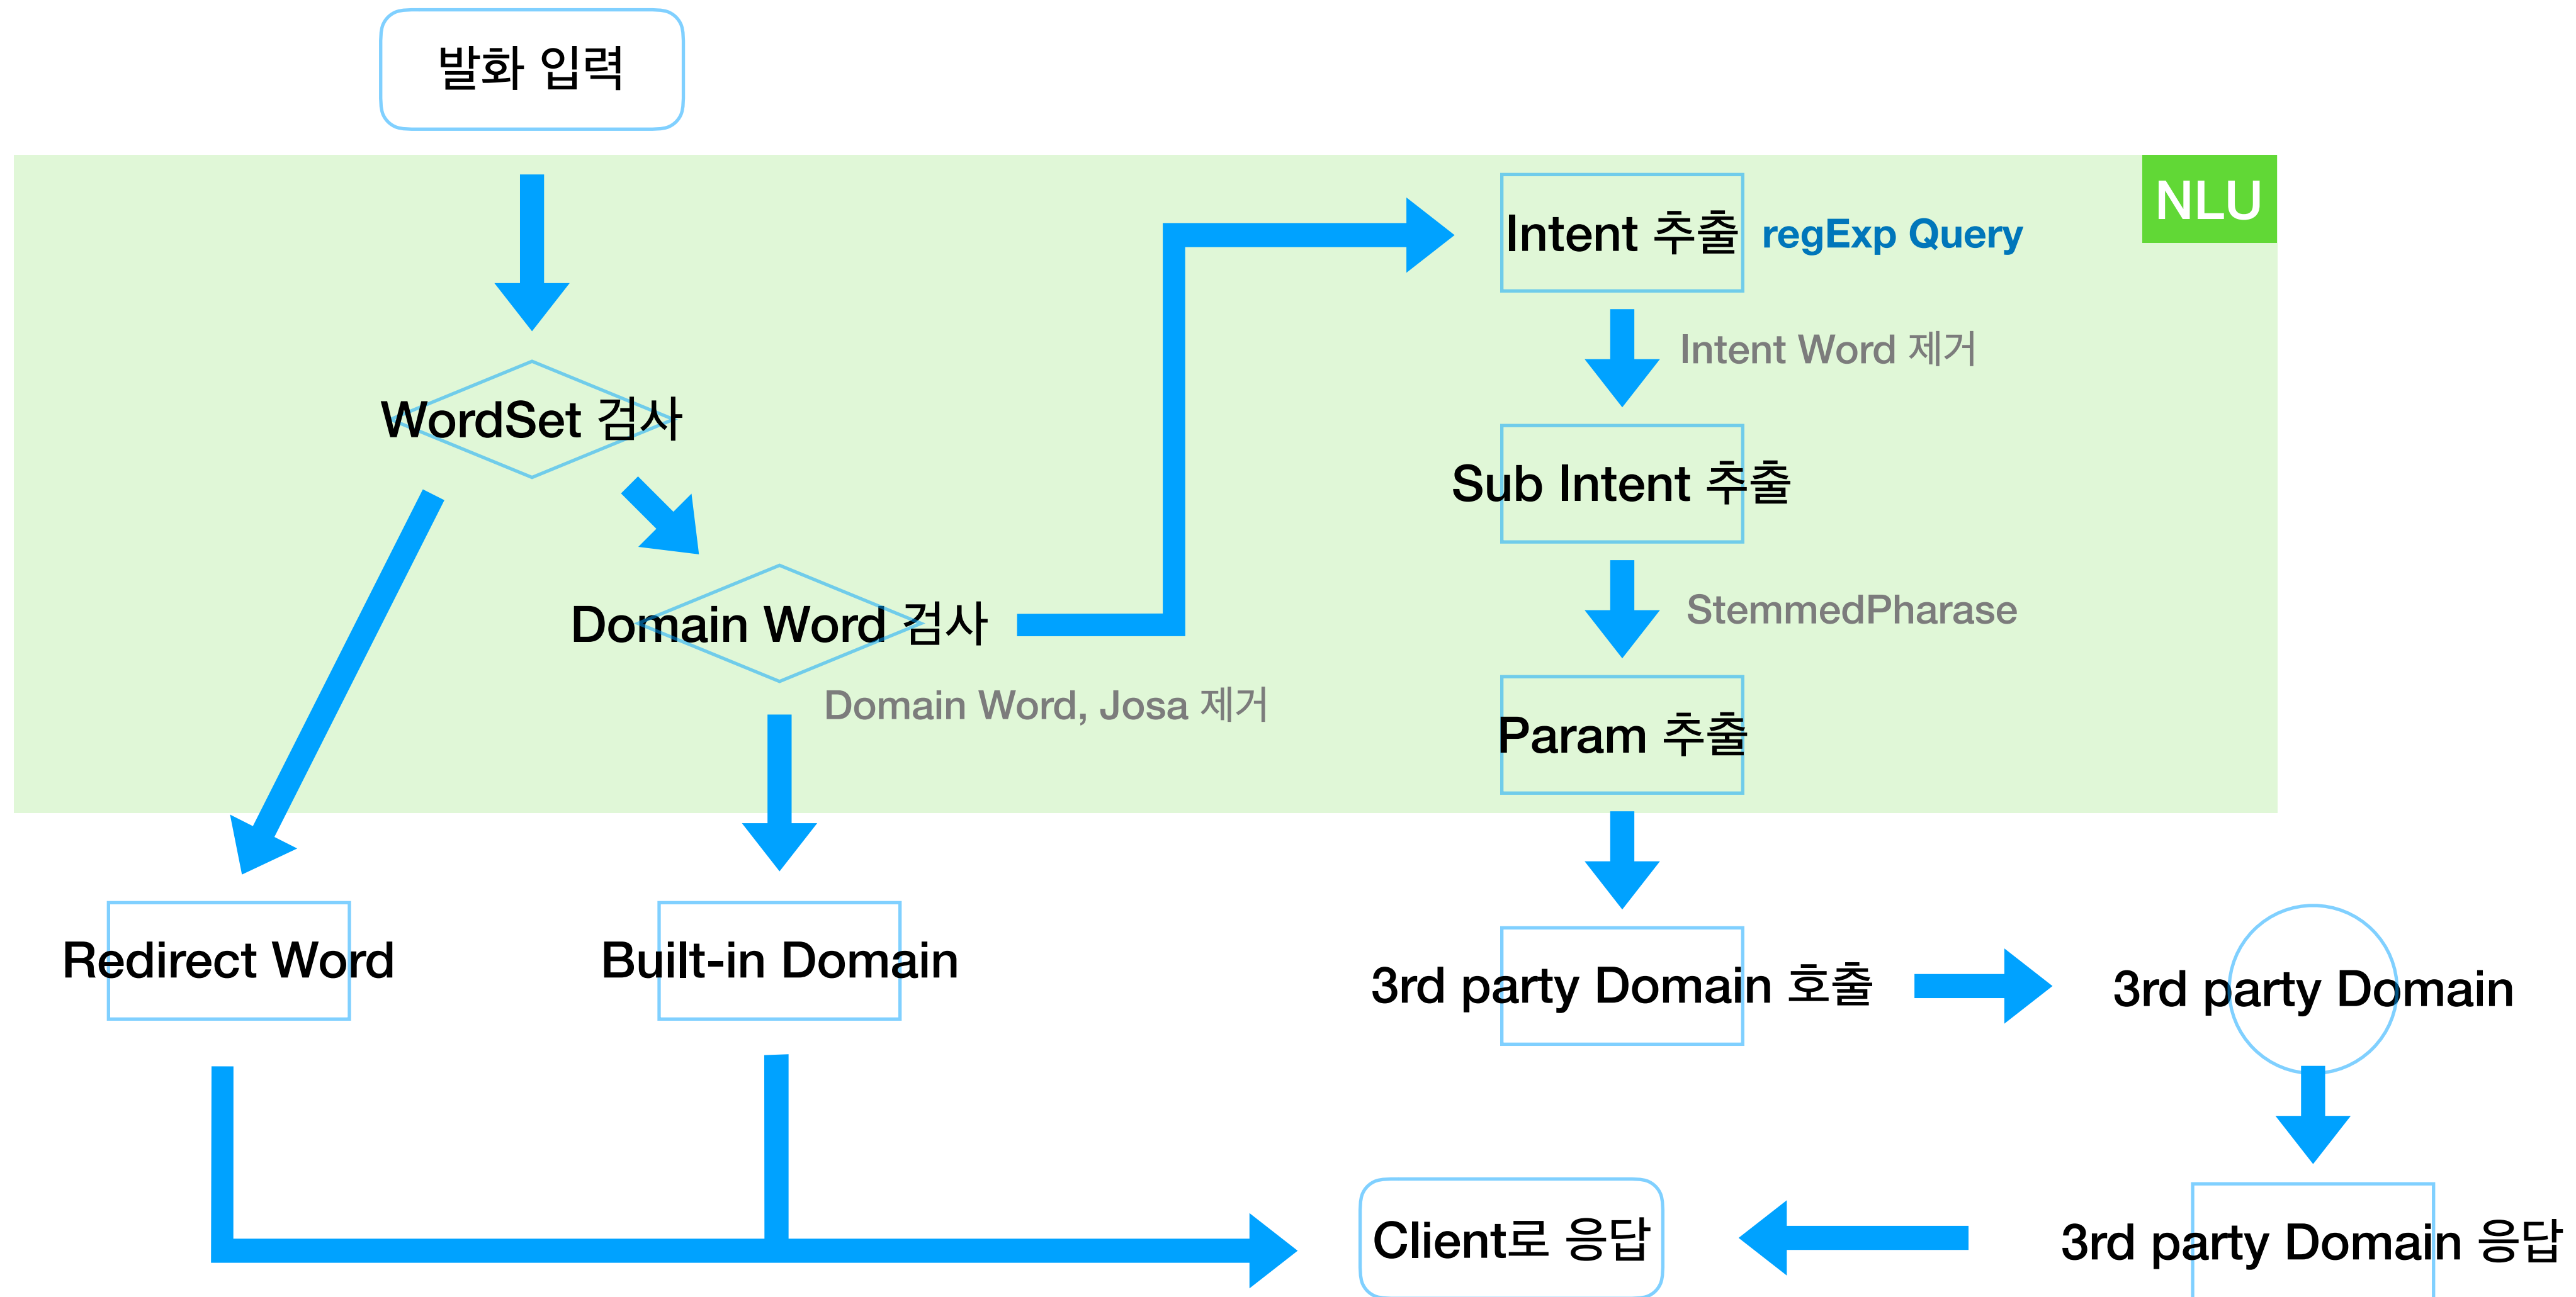 발화 입력
NLU
Intent 추출
regExp Query
Intent Word 제거
WordSet 검사
Sub Intent 추출
Domain Word 검사
StemmedPharase
Domain Word, Josa 제거
Param 추출
Redirect Word
Built-in Domain
3rd party Domain 호출
3rd party Domain
Client로 응답
3rd party Domain 응답